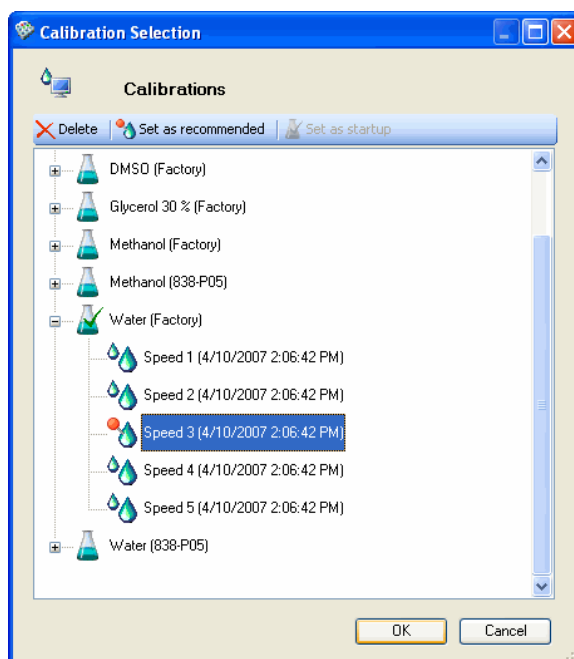 Calibration Selection
Calibrations
Delete Set as recommended Set as startup
DMSO (Factory)
Glycerol 30 % (Factory)
Methanol (Factory)
Methanol (838-P05)
Water (Factory)
Speed 1 (4/10/2007 2:06:42 PM)
Speed 2 (4/10/2007 2:06:42 PM)
Speed 3 (4/10/2007 2:06:42 PM)
Speed 4 (4/10/2007 2:06:42 PM)
Speed 5 (4/10/2007 2:06:42 PM)
Water (838-P05)
OK Cancel